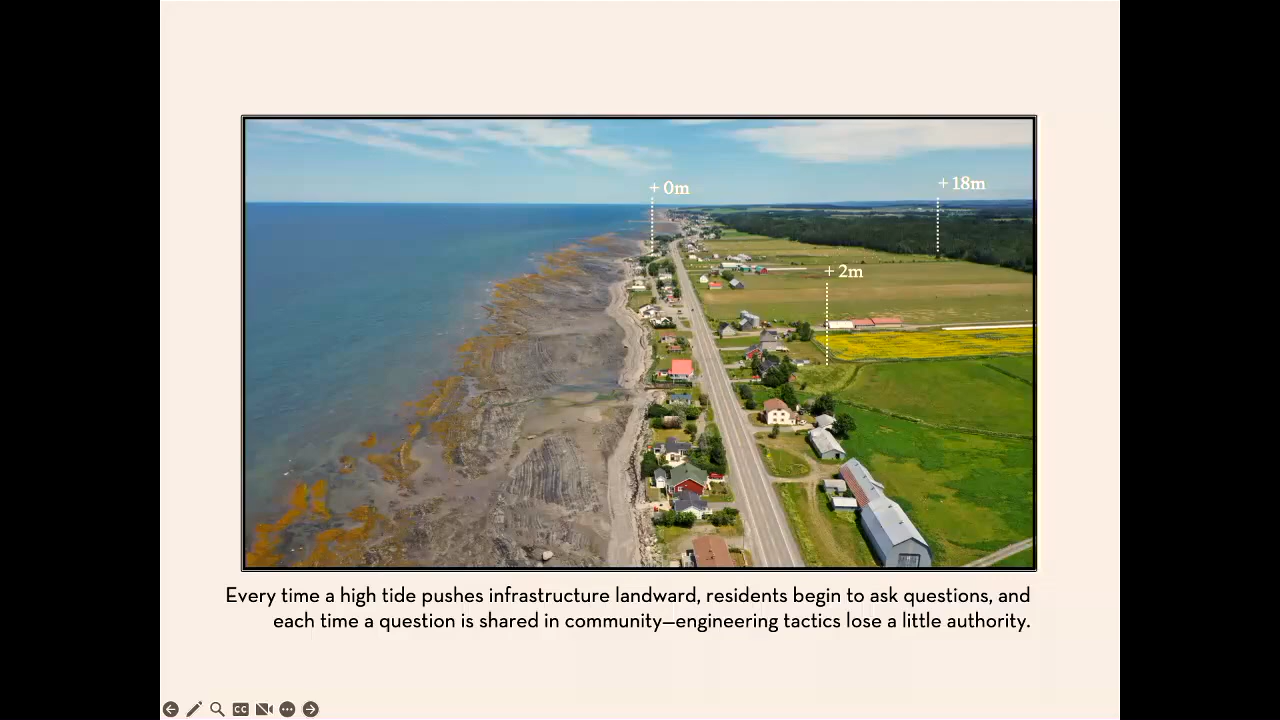 + 0m
+ 18m
+ 2m
Every time a high tide pushes infrastructure landward, residents begin to ask questions, and
each time a question is shared in community—engineering tactics lose a little authority.
CC